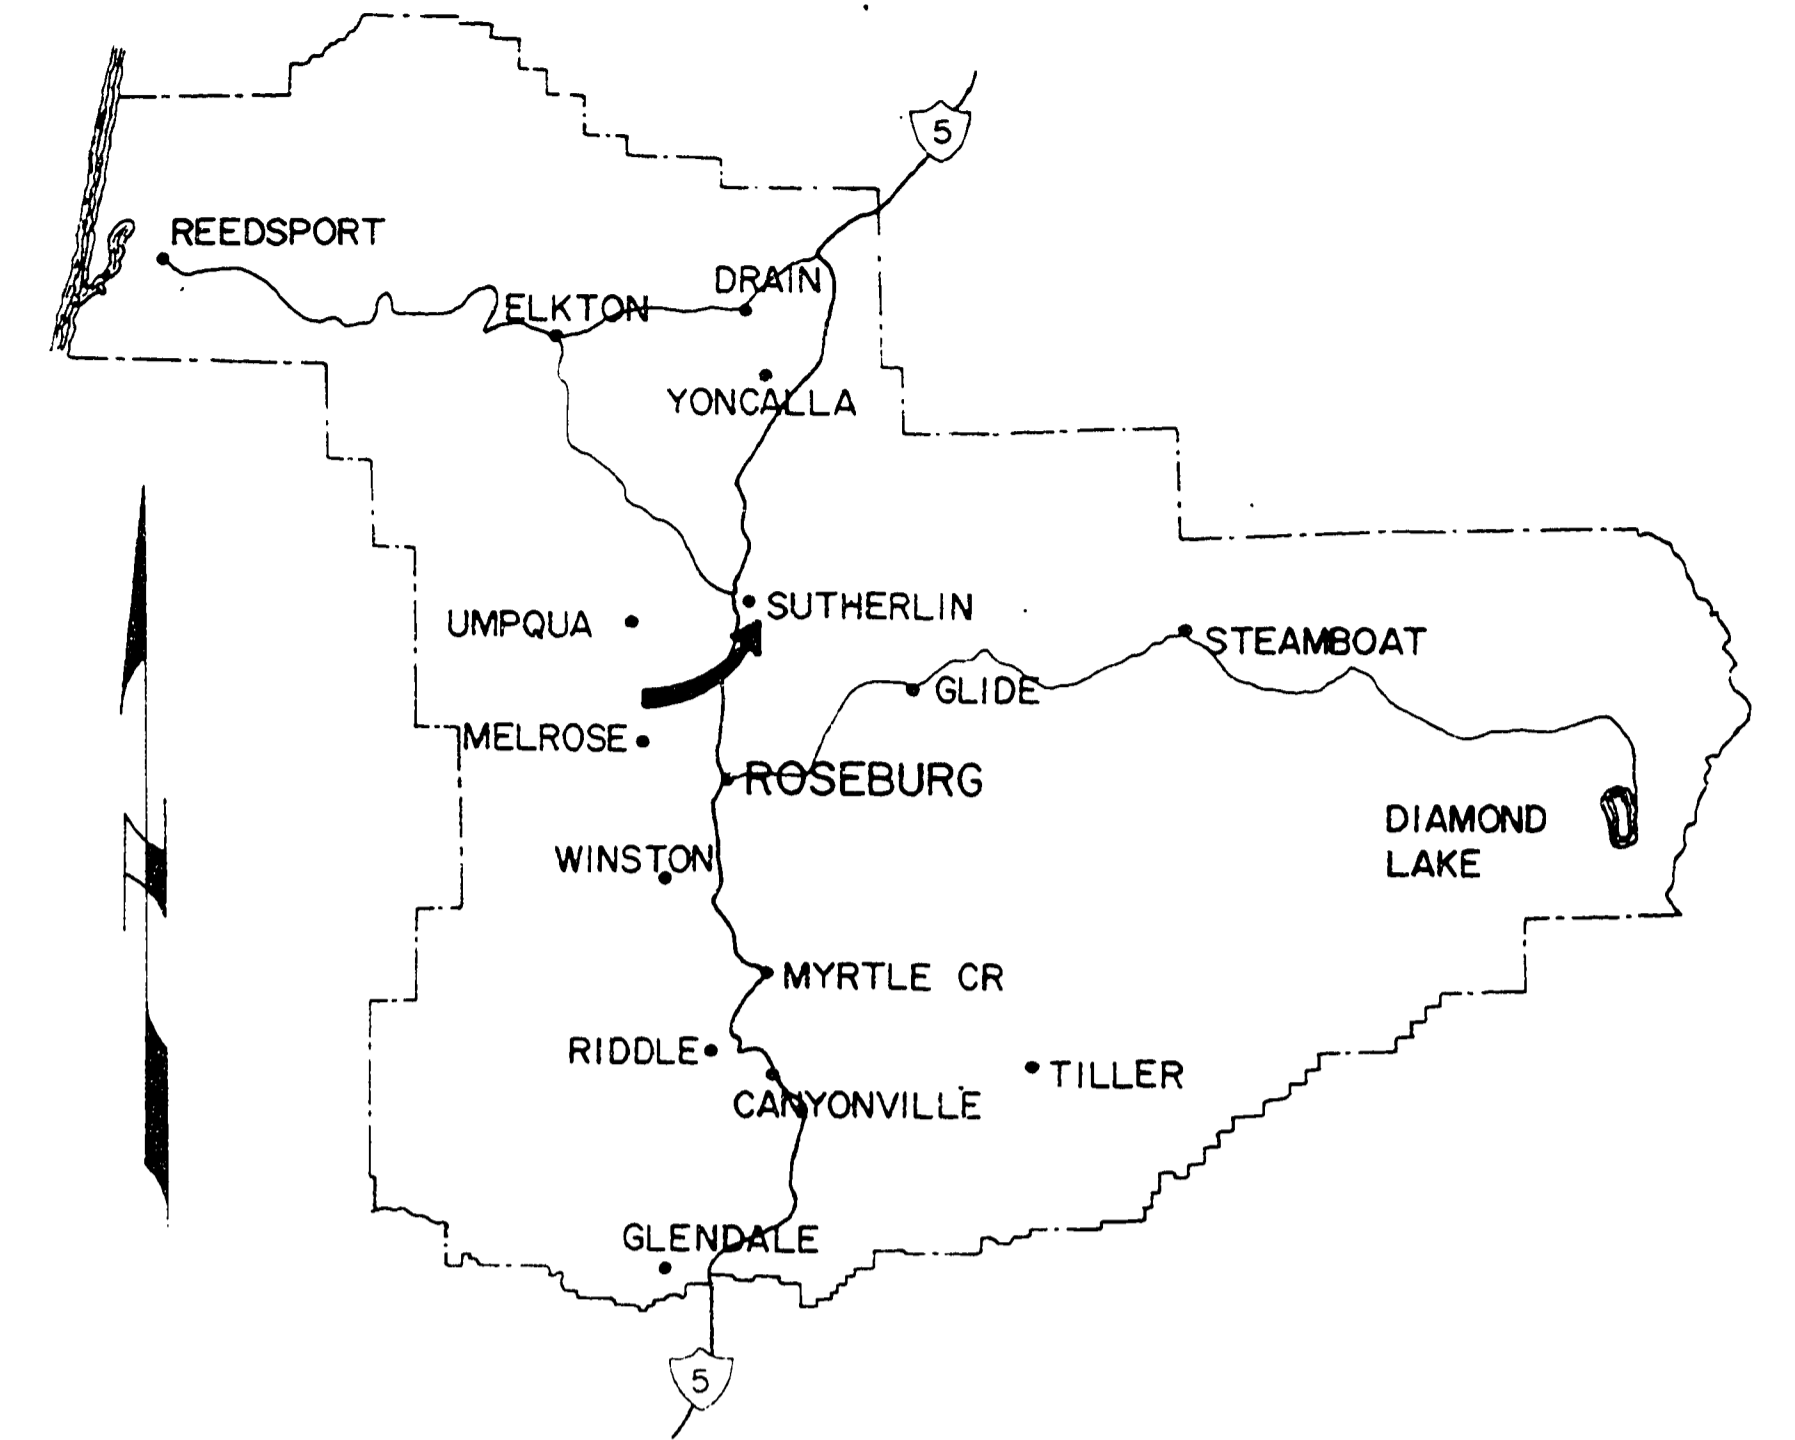 5
REEDSPORT
DRAIN
ELKTON
YONCALLA
SUTHERLIN
UMPQUA
STEAMBOAT
GLIDE
MELROSE
ROSEBURG
DIAMOND
LAKE
WINSTON
N
MYRTLE CR
RIDDLE
TILLER
CANYONVILLE
GLENDALE
5